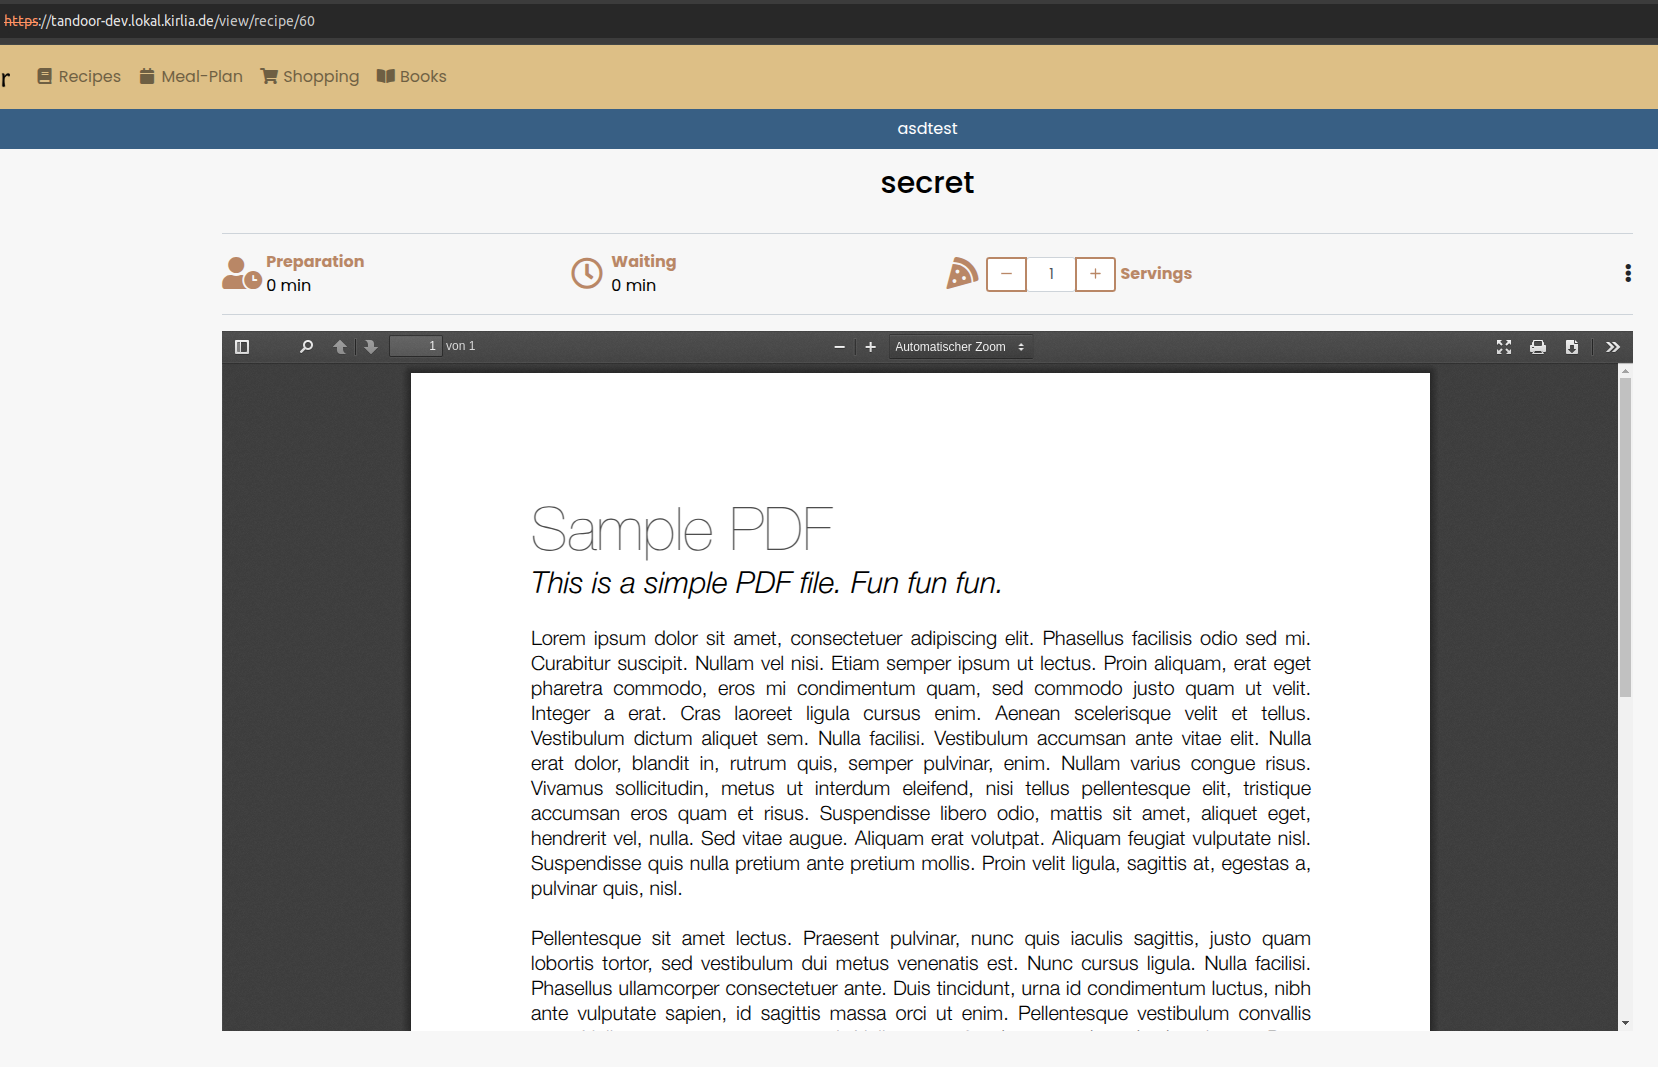 https://tandoor-dev.lokal.kirlia.de/view/recipe/60
r Recipes Meal-Plan Shopping Books
asdtest
secret
Preparation
0 min
Waiting
0 min
− 1 + Servings
1 von 1
Automatischer Zoom
Sample PDF
This is a simple PDF file. Fun fun fun.
Lorem ipsum dolor sit amet, consectetuer adipiscing elit. Phasellus facilisis odio sed mi.
Curabitur suscipit. Nullam vel nisi. Etiam semper ipsum ut lectus. Proin aliquam, erat eget
pharetra commodo, eros mi condimentum quam, sed commodo justo quam ut velit.
Integer a erat. Cras laoreet ligula cursus enim. Aenean scelerisque velit et tellus.
Vestibulum dictum aliquet sem. Nulla facilisi. Vestibulum accumsan ante vitae elit. Nulla
erat dolor, blandit in, rutrum quis, semper pulvinar, enim. Nullam varius congue risus.
Vivamus sollicitudin, metus ut interdum eleifend, nisi tellus pellentesque elit, tristique
accumsan eros quam et risus. Suspendisse libero odio, mattis sit amet, aliquet eget,
hendrerit vel, nulla. Sed vitae augue. Aliquam erat volutpat. Aliquam feugiat vulputate nisl.
Suspendisse quis nulla pretium ante pretium mollis. Proin velit ligula, sagittis at, egestas a,
pulvinar quis, nisl.
Pellentesque sit amet lectus. Praesent pulvinar, nunc quis iaculis sagittis, justo quam
lobortis tortor, sed vestibulum dui metus venenatis est. Nunc cursus ligula. Nulla facilisi.
Phasellus ullamcorper consectetuer ante. Duis tincidunt, urna id condimentum luctus, nibh
ante vulputate sapien, id sagittis massa orci ut enim. Pellentesque vestibulum convallis